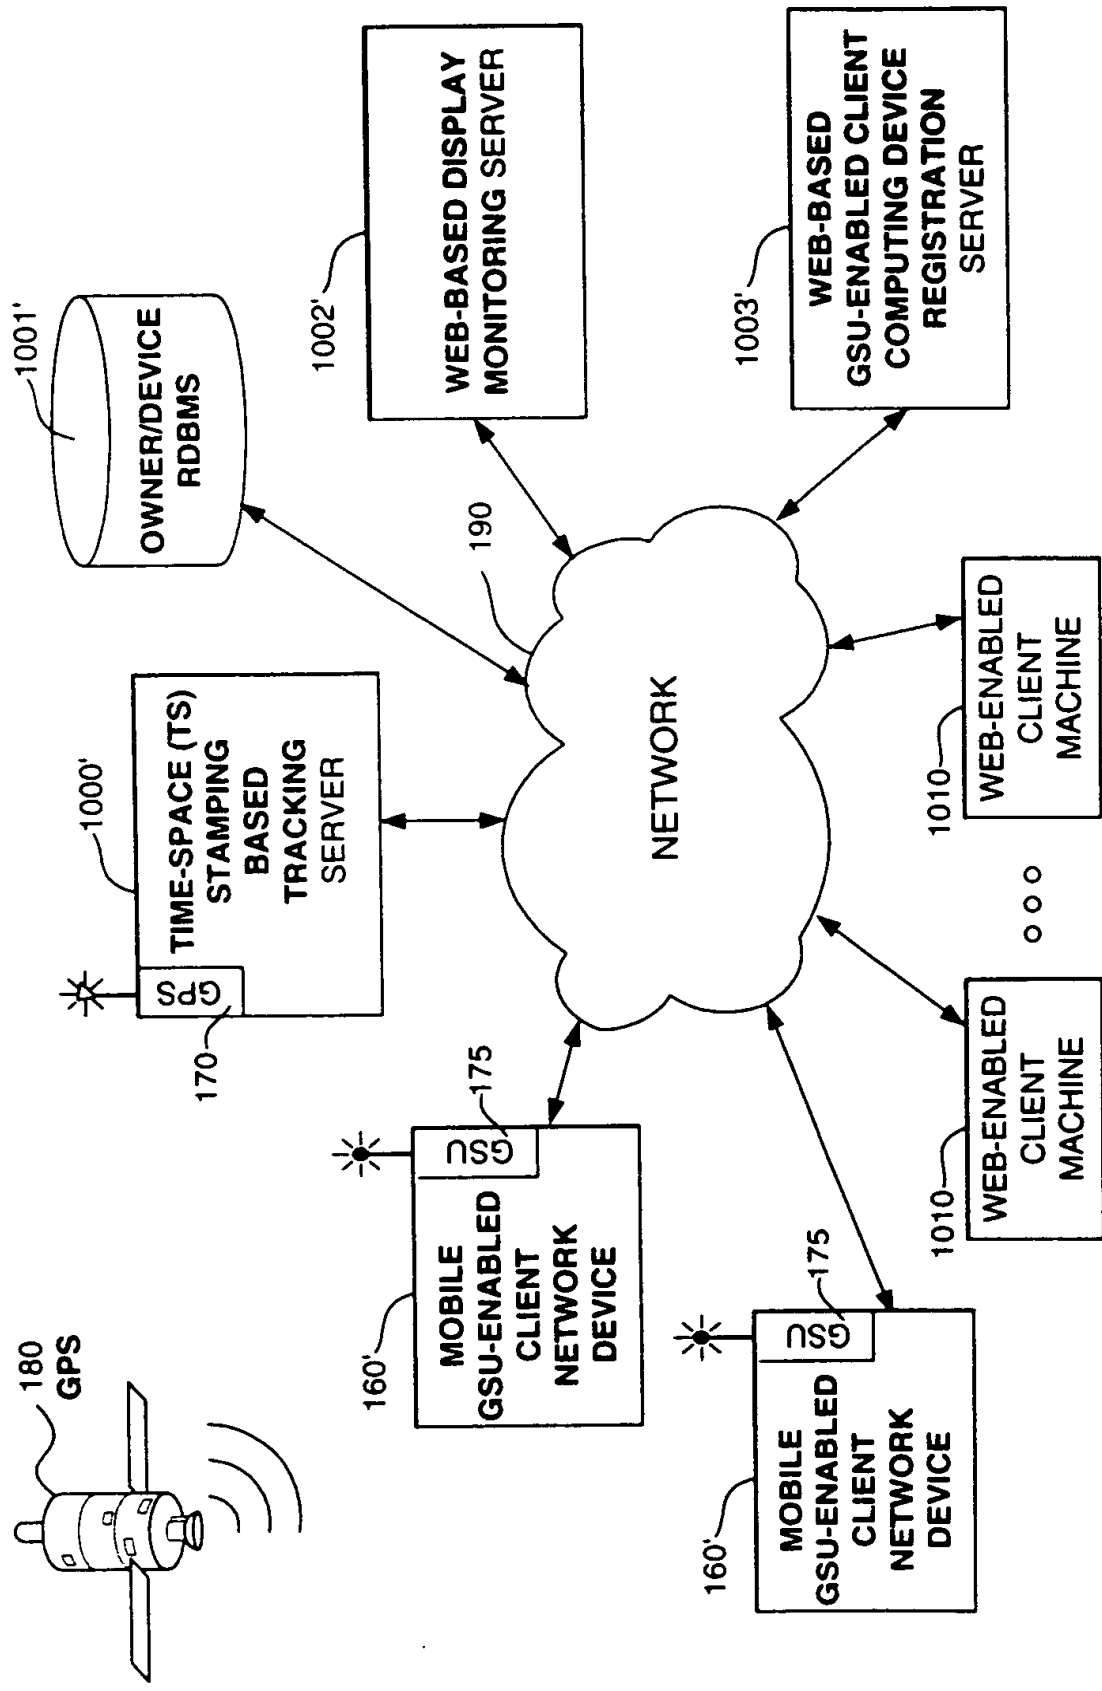 180
GPS
1000'
170
GPS
TIME-SPACE (TS)
STAMPING
BASED
TRACKING
SERVER
1001'
OWNER/DEVICE
RDBMS
1002'
WEB-BASED DISPLAY
MONITORING SERVER
1003'
WEB-BASED
GSU-ENABLED CLIENT
COMPUTING DEVICE
REGISTRATION
SERVER
190
NETWORK
160'
MOBILE
GSU-ENABLED
CLIENT
NETWORK
DEVICE
GSU
175
160'
MOBILE
GSU-ENABLED
CLIENT
NETWORK
DEVICE
GSU
175
1010
WEB-ENABLED
CLIENT
MACHINE
1010
WEB-ENABLED
CLIENT
MACHINE